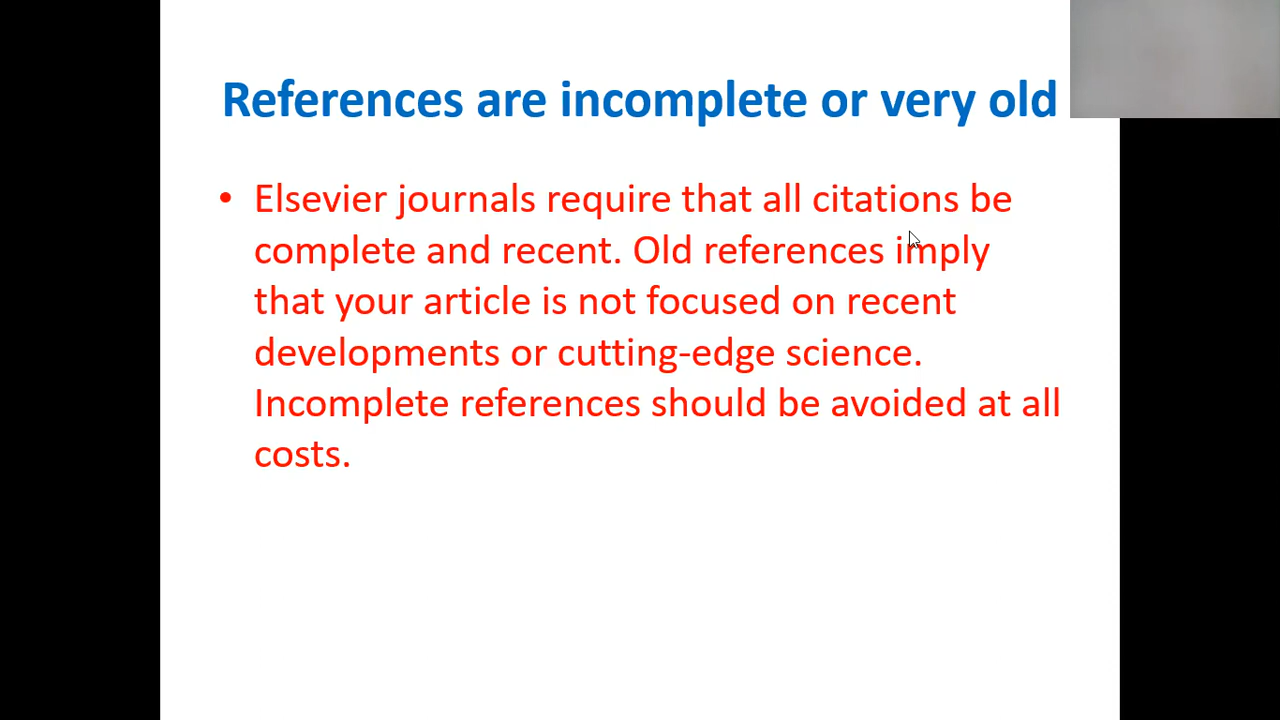 References are incomplete or very old
• Elsevier journals require that all citations be
complete and recent. Old references imply
that your article is not focused on recent
developments or cutting-edge science.
Incomplete references should be avoided at all
costs.